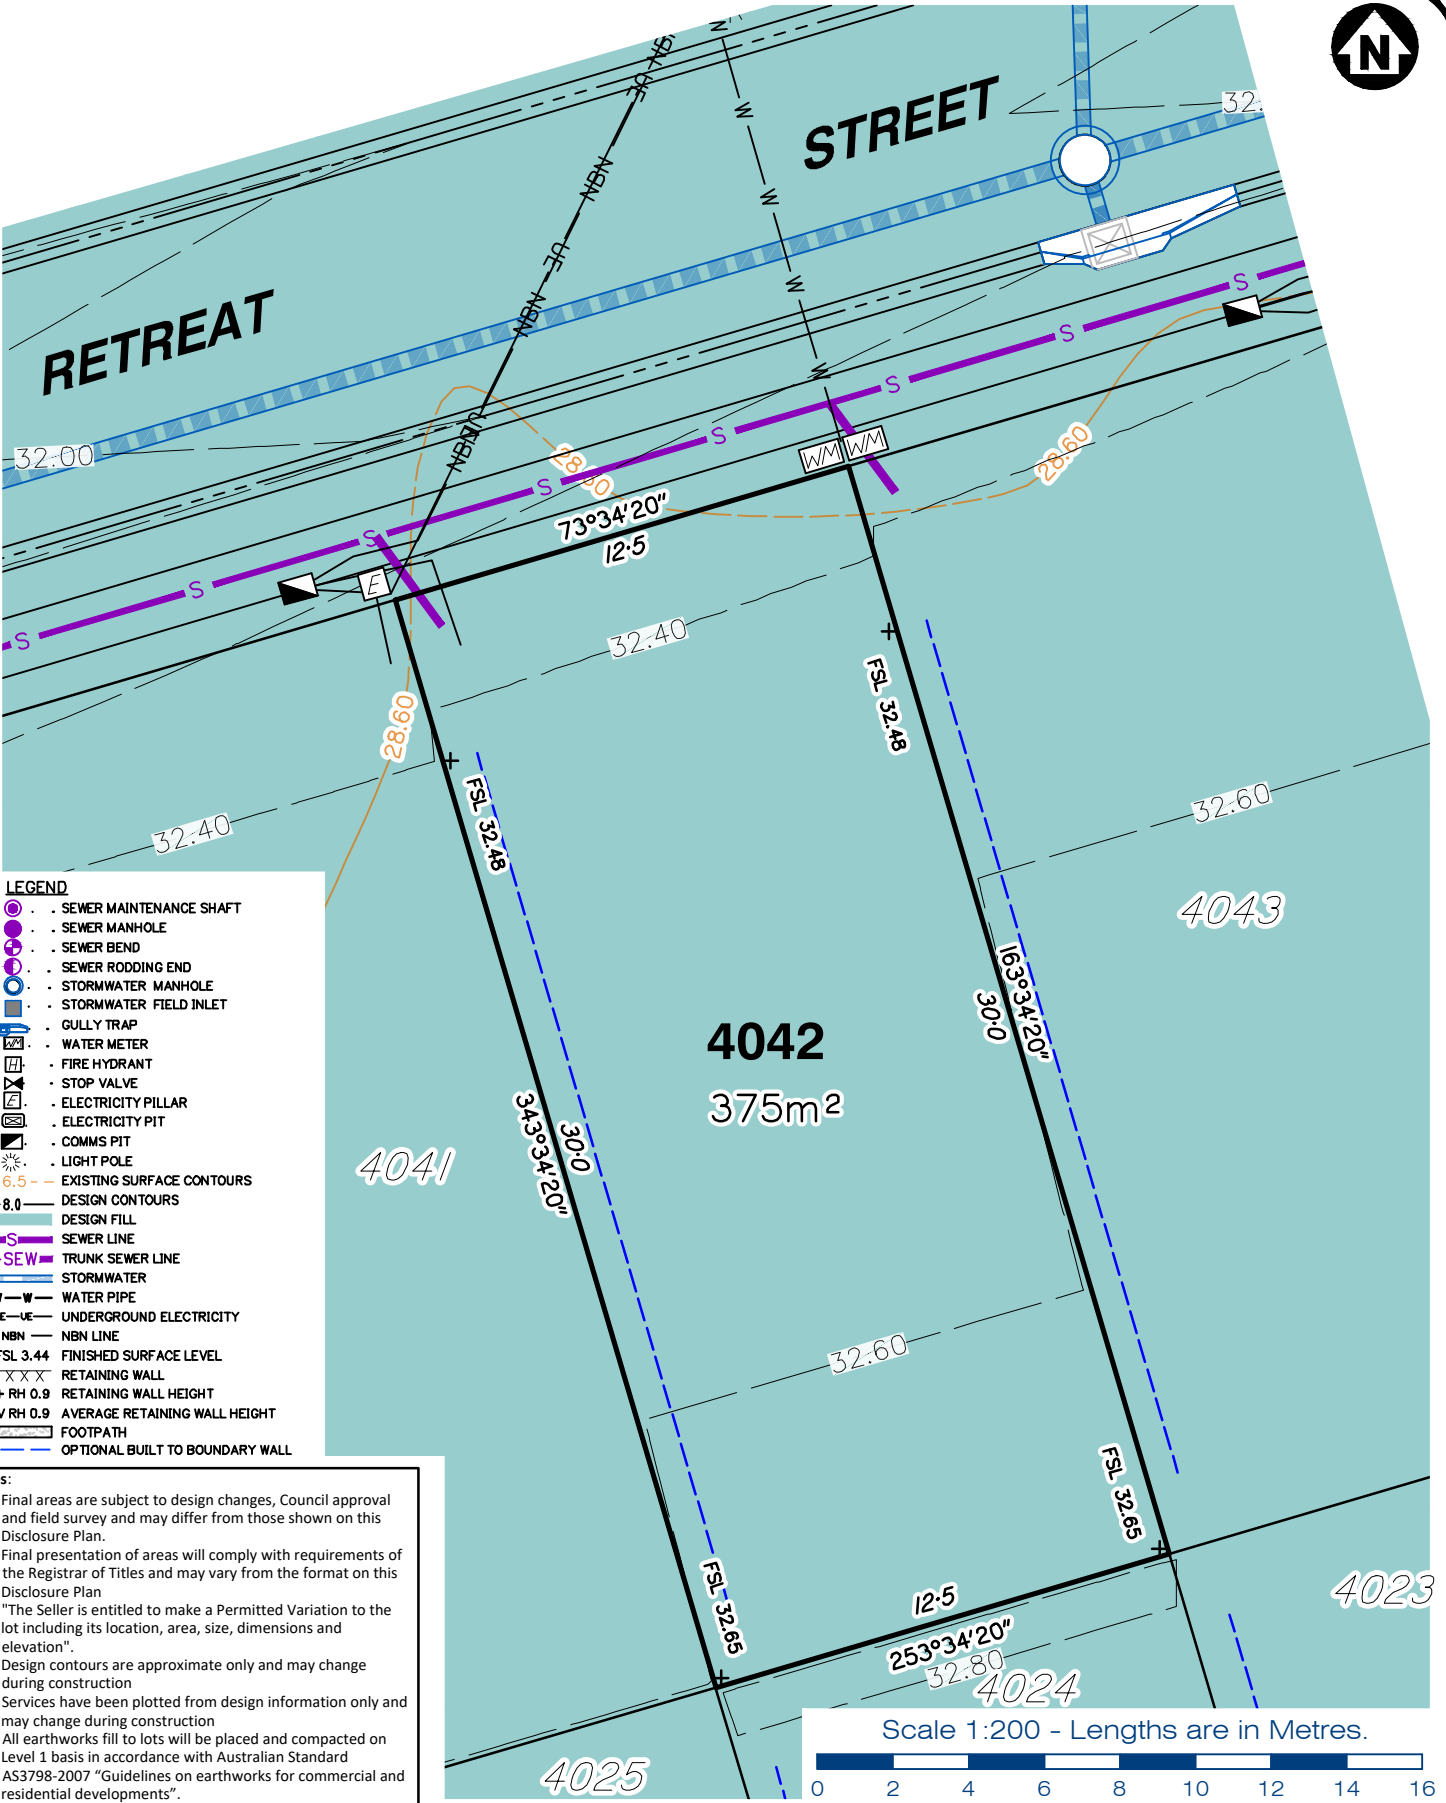 N
RETREAT STREET
NBN
UE
NBN
UE
NBN
W
W
W
W
W
32.
32.00
S
S
S
S
S
S
S
S
28.60
28.60
28.60
WM
WM
E
73°34'20"
12·5
32.40
32.40
FSL 32.48
FSL 32.48
32.60
4043
163°34'20"
30·0
4042
375m²
343°34'20"
30·0
4041
32.60
FSL 32.65
FSL 32.65
12·5
253°34'20"
32.80
4024
4023
4025
LEGEND
SEWER MAINTENANCE SHAFT
SEWER MANHOLE
SEWER BEND
SEWER RODDING END
STORMWATER MANHOLE
STORMWATER FIELD INLET
GULLY TRAP
WM WATER METER
H FIRE HYDRANT
STOP VALVE
E ELECTRICITY PILLAR
ELECTRICITY PIT
COMMS PIT
LIGHT POLE
6.5 EXISTING SURFACE CONTOURS
8.0 DESIGN CONTOURS
DESIGN FILL
S SEWER LINE
SEW TRUNK SEWER LINE
STORMWATER
W WATER PIPE
UE UNDERGROUND ELECTRICITY
NBN NBN LINE
FSL 3.44 FINISHED SURFACE LEVEL
X X X RETAINING WALL
+ RH 0.9 RETAINING WALL HEIGHT
V RH 0.9 AVERAGE RETAINING WALL HEIGHT
FOOTPATH
OPTIONAL BUILT TO BOUNDARY WALL
s:
Final areas are subject to design changes, Council approval
and field survey and may differ from those shown on this
Disclosure Plan.
Final presentation of areas will comply with requirements of
the Registrar of Titles and may vary from the format on this
Disclosure Plan
"The Seller is entitled to make a Permitted Variation to the
lot including its location, area, size, dimensions and
elevation".
Design contours are approximate only and may change
during construction
Services have been plotted from design information only and
may change during construction
All earthworks fill to lots will be placed and compacted on
Level 1 basis in accordance with Australian Standard
AS3798-2007 “Guidelines on earthworks for commercial and
residential developments”.
Scale 1:200 - Lengths are in Metres.
0 2 4 6 8 10 12 14 16